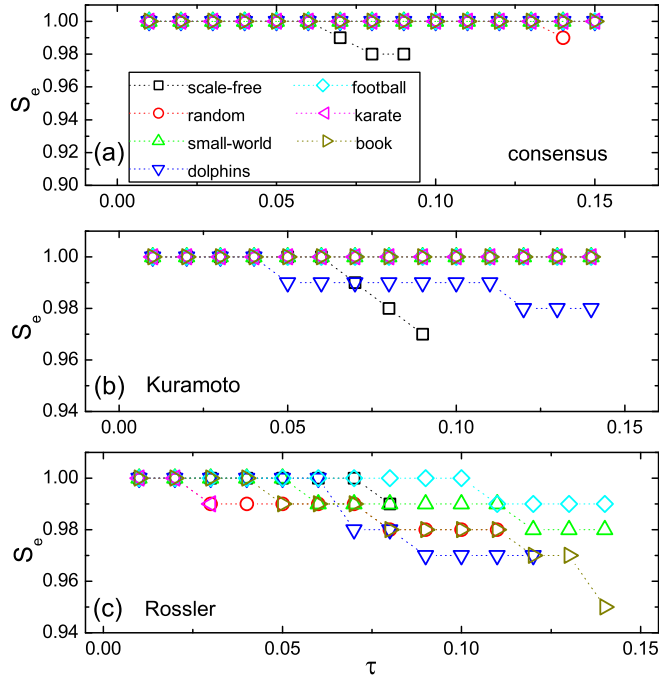 1.00
0.98
0.96
0.94
0.92
0.90
S_e
(a)
scale-free
random
small-world
dolphins
football
karate
book
consensus
0.00
0.05
0.10
0.15
1.00
0.98
0.96
0.94
S_e
(b)
Kuramoto
0.00
0.05
0.10
0.15
1.00
0.98
0.96
0.94
S_e
(c)
Rossler
0.00
0.05
0.10
0.15
τ